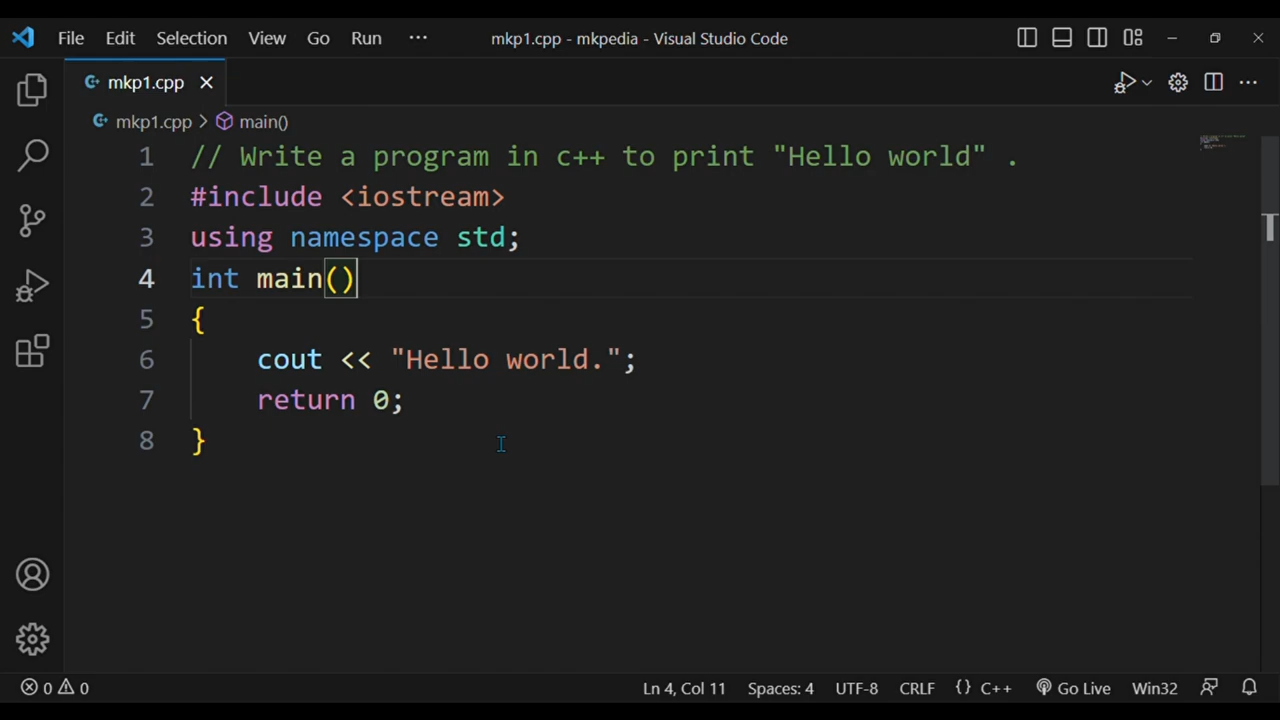 File Edit Selection View Go Run ··· mkp1.cpp - mkpedia - Visual Studio Code
mkp1.cpp
mkp1.cpp > main()
1 // Write a program in c++ to print "Hello world" .
2 #include <iostream>
3 using namespace std;
4 int main()
5 {
6     cout << "Hello world.";
7     return 0;
8 }
0 0 Ln 4, Col 11 Spaces: 4 UTF-8 CRLF {} C++ Go Live Win32